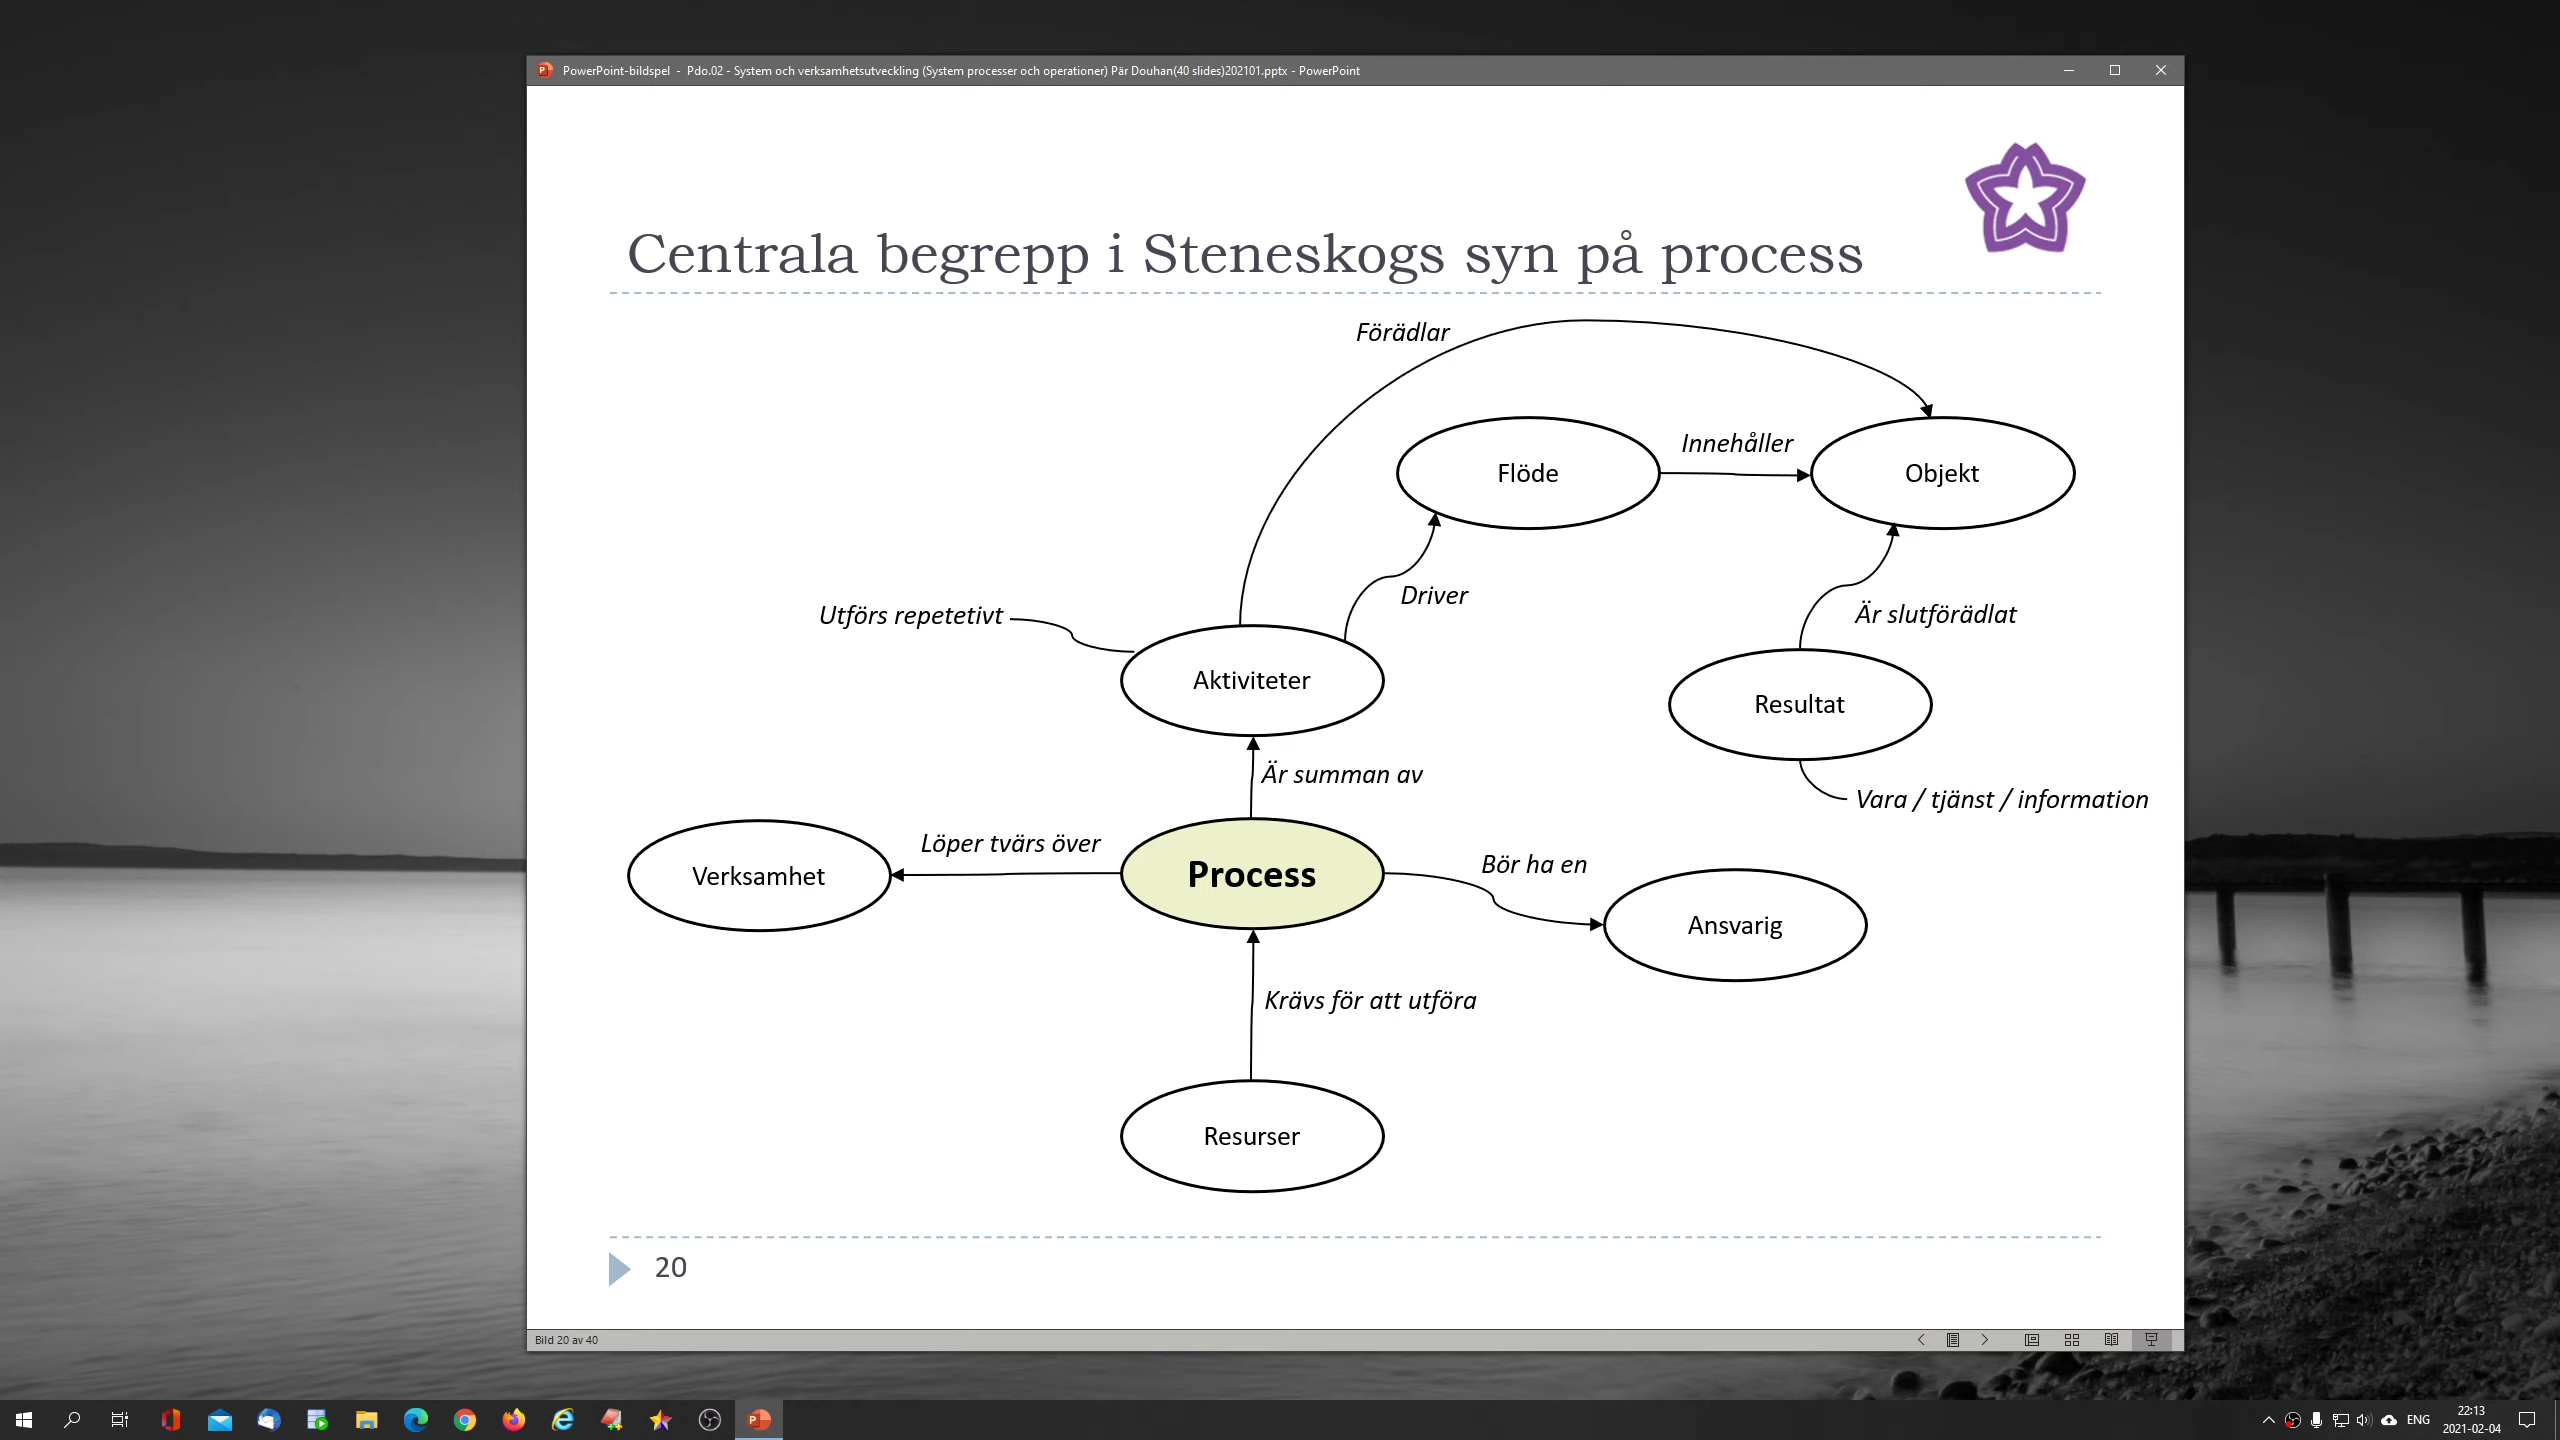 PowerPoint-bildspel - Pdo.02 - System och verksamhetsutveckling (System processer och operationer) Pär Douhan(40 slides)202101.pptx - PowerPoint
Centrala begrepp i Steneskogs syn på process
Förädlar
Innehåller
Flöde
Objekt
Driver
Utförs repetetivt
Är slutförädlat
Aktiviteter
Resultat
Är summan av
Vara / tjänst / information
Löper tvärs över
Bör ha en
Verksamhet
Process
Ansvarig
Krävs för att utföra
Resurser
20
Bild 20 av 40
ENG
22:13
2021-02-04